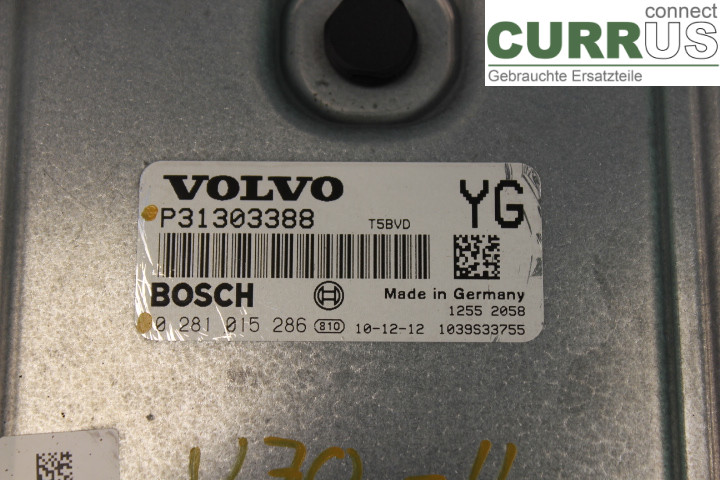 connect
CURRUS
Gebrauchte Ersatzteile
VOLVO
P31303388 T5BVD YG
BOSCH Made in Germany
1255 2058
0 281 015 286 810 10-12-12 1039S33755
V70 -11